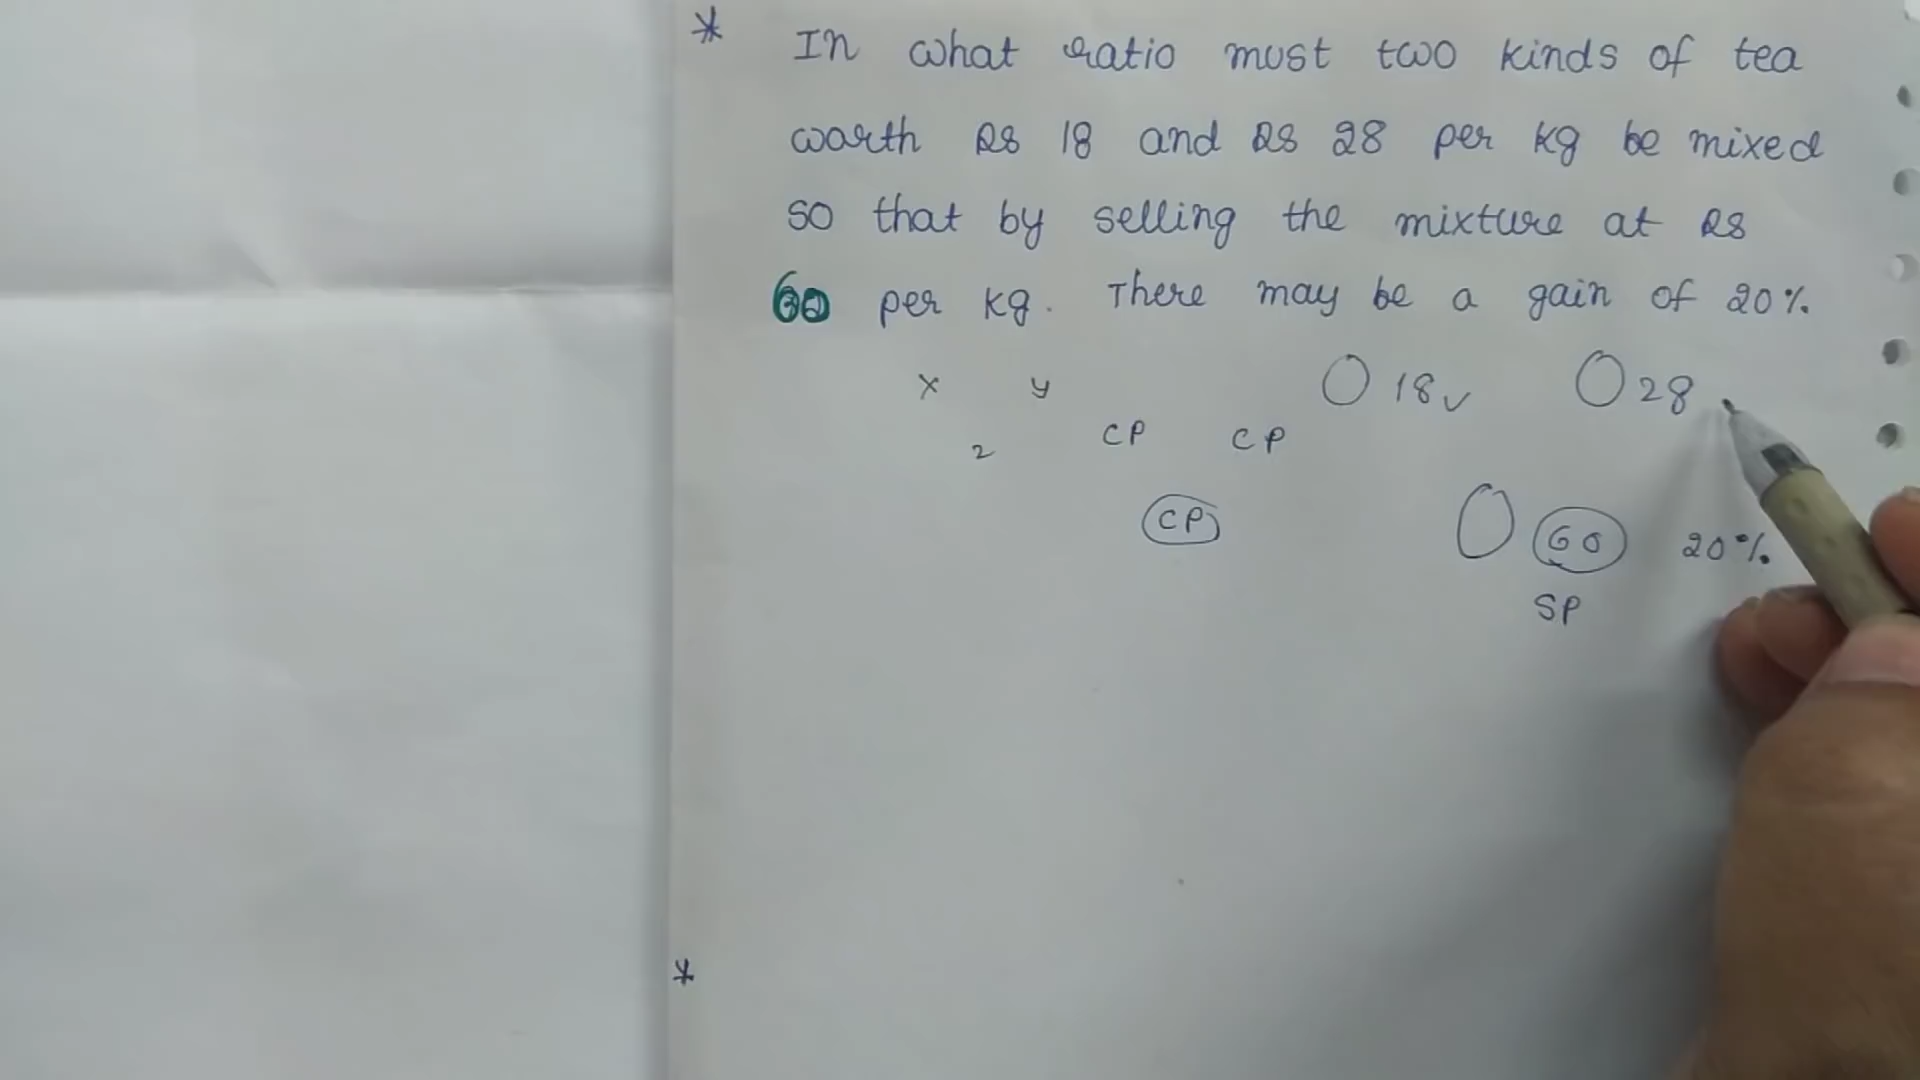 * In what ratio must two kinds of tea
worth Rs 18 and Rs 28 per kg be mixed
so that by selling the mixture at Rs
60 per kg. There may be a gain of 20%.
x y 18✓ 28
2 CP CP
CP 60 20%
SP
*